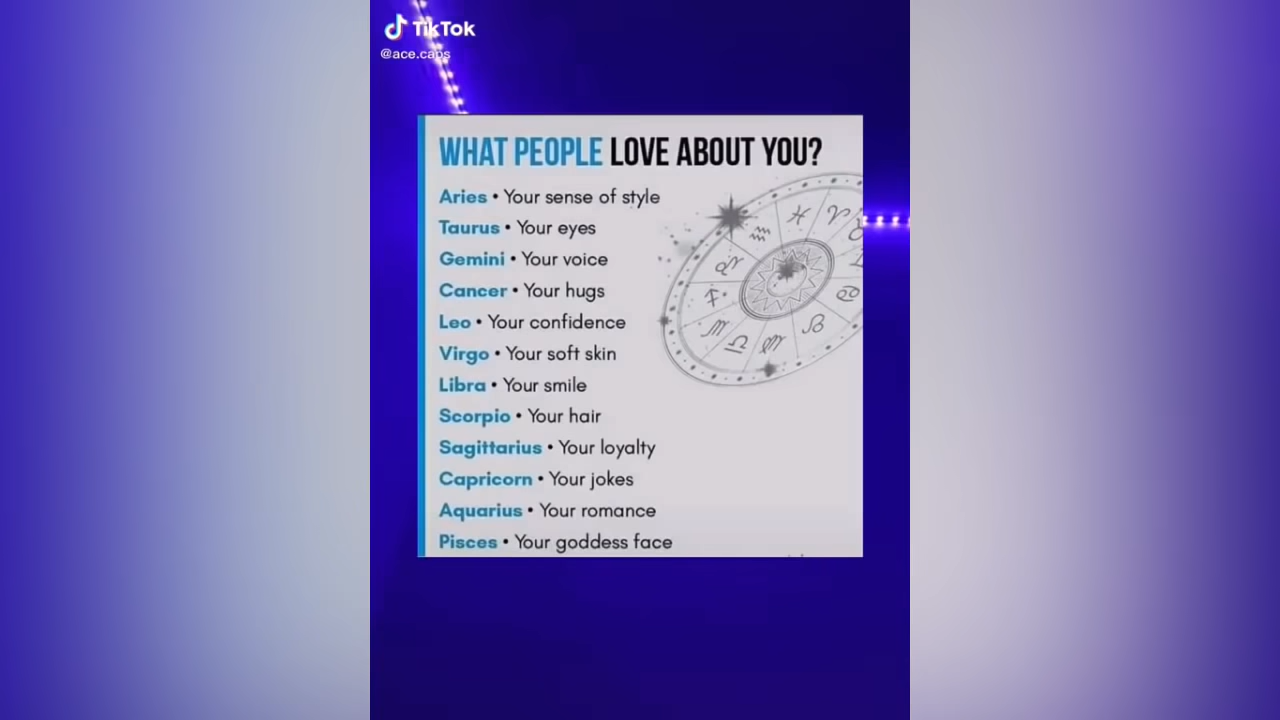 TikTok
@ace.caps
WHAT PEOPLE LOVE ABOUT YOU?
Aries • Your sense of style
Taurus • Your eyes
Gemini • Your voice
Cancer • Your hugs
Leo • Your confidence
Virgo • Your soft skin
Libra • Your smile
Scorpio • Your hair
Sagittarius • Your loyalty
Capricorn • Your jokes
Aquarius • Your romance
Pisces • Your goddess face